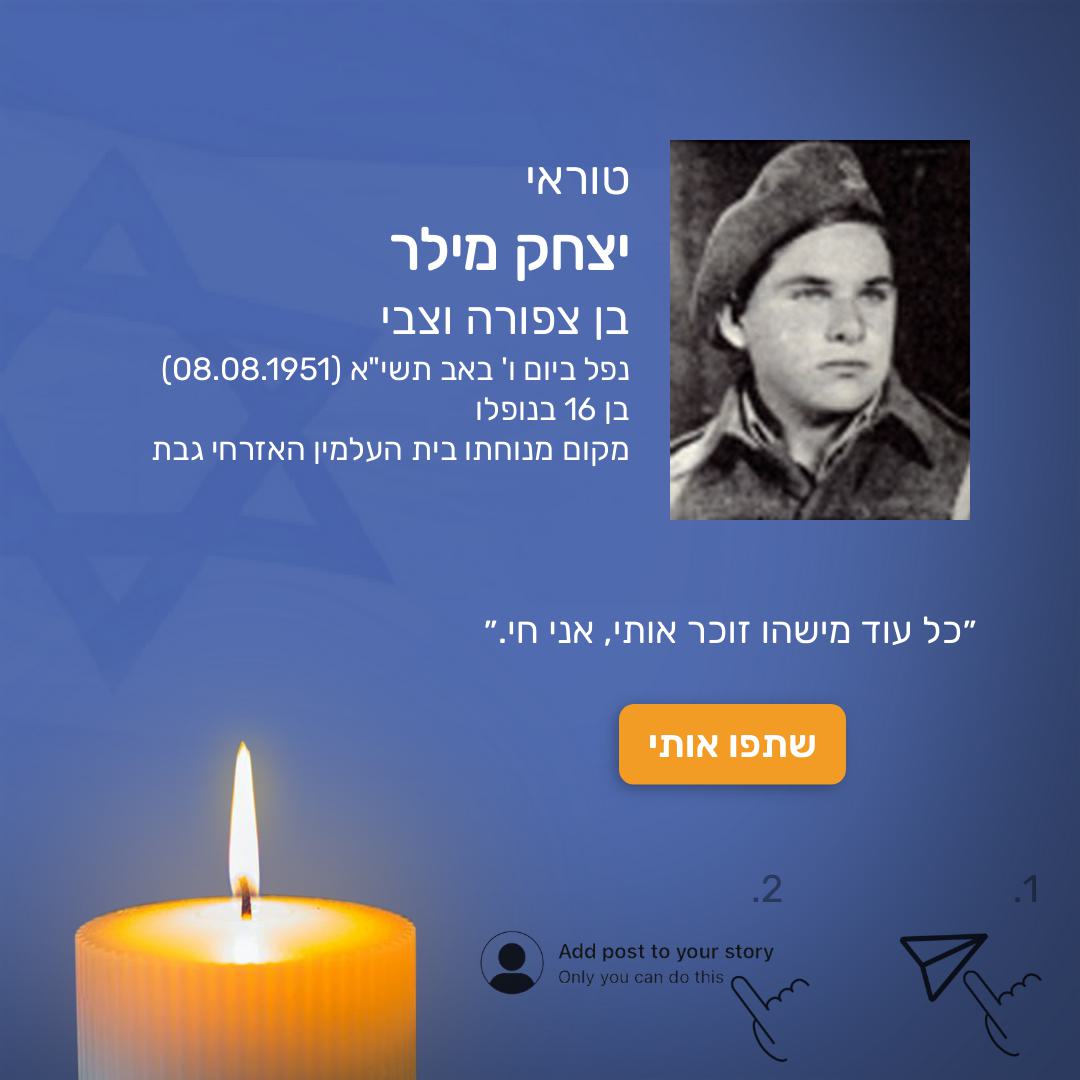 טוראי
יצחק מילר
בן צפורה וצבי
נפל ביום ו' באב תשי"א (08.08.1951)
בן 16 בנופלו
מקום מנוחתו בית העלמין האזרחי גבת
״כל עוד מישהו זוכר אותי, אני חי.״
שתפו אותי
1.
2.
Add post to your story
Only you can do this